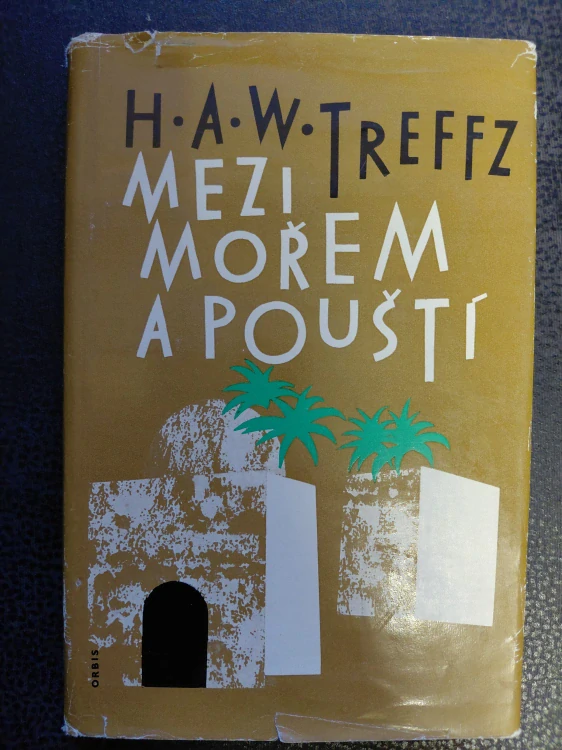 H·A·W·TREFFZ
MEZI
MOŘEM
A POUŠTÍ
ORBIS